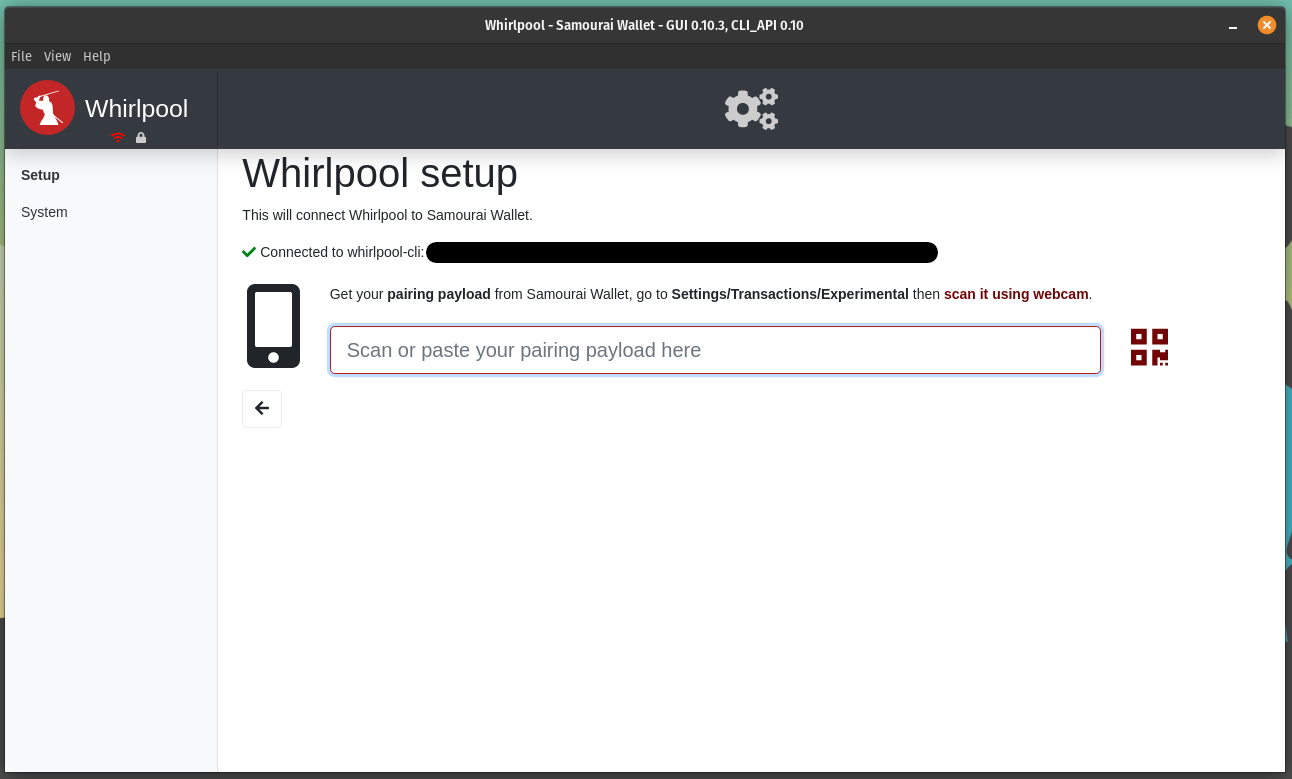 Whirlpool - Samourai Wallet - GUI 0.10.3, CLI_API 0.10
File View Help
Whirlpool
Setup
System
Whirlpool setup
This will connect Whirlpool to Samourai Wallet.
Connected to whirlpool-cli:
Get your pairing payload from Samourai Wallet, go to Settings/Transactions/Experimental then scan it using webcam.
Scan or paste your pairing payload here